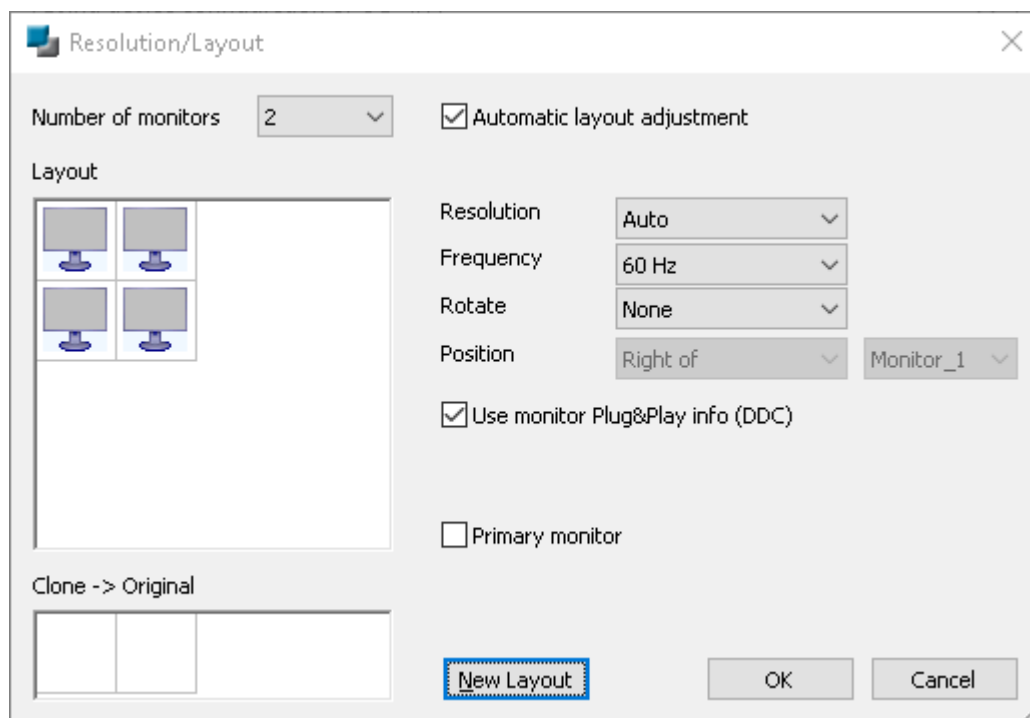 Resolution/Layout
Number of monitors 2 Automatic layout adjustment
Layout
Resolution Auto
Frequency 60 Hz
Rotate None
Position Right of Monitor_1
Use monitor Plug&Play info (DDC)
Primary monitor
Clone -> Original
New Layout OK Cancel